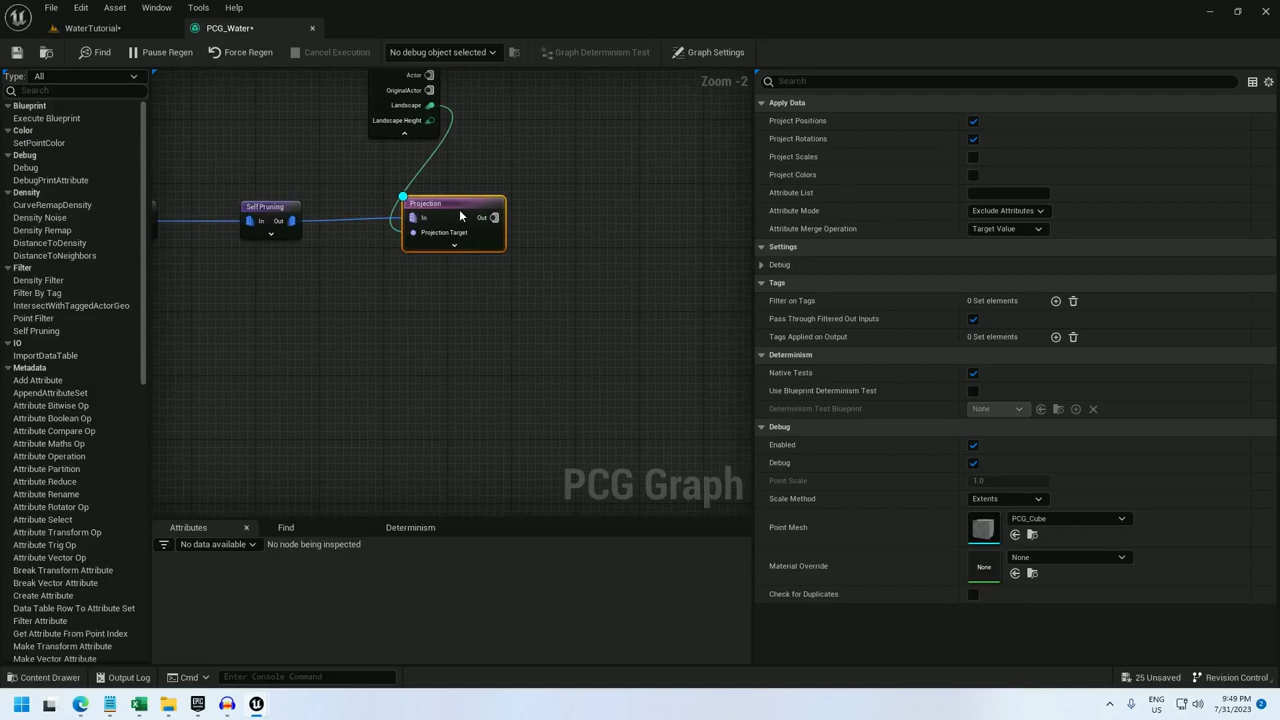 File Edit Asset Window Tools Help
WaterTutorial* PCG_Water*
Find Pause Regen Force Regen Cancel Execution No debug object selected Graph Determinism Test Graph Settings
Type: All
Search
Blueprint
Execute Blueprint
Color
SetPointColor
Debug
Debug
DebugPrintAttribute
Density
CurveRemapDensity
Density Noise
Density Remap
DistanceToDensity
DistanceToNeighbors
Filter
Density Filter
Filter By Tag
IntersectWithTaggedActorGeo
Point Filter
Self Pruning
IO
ImportDataTable
Metadata
Add Attribute
AppendAttributeSet
Attribute Bitwise Op
Attribute Boolean Op
Attribute Compare Op
Attribute Maths Op
Attribute Operation
Attribute Partition
Attribute Reduce
Attribute Rename
Attribute Rotator Op
Attribute Select
Attribute Transform Op
Attribute Trig Op
Attribute Vector Op
Break Transform Attribute
Break Vector Attribute
Create Attribute
Data Table Row To Attribute Set
Filter Attribute
Get Attribute From Point Index
Make Transform Attribute
Make Vector Attribute
Zoom -2
Actor
OriginalActor
Landscape
Landscape Height
Self Pruning
In Out
Projection
In Out
Projection Target
PCG Graph
Attributes Find Determinism
No data available No node being inspected
Search
Apply Data
Project Positions
Project Rotations
Project Scales
Project Colors
Attribute List
Attribute Mode Exclude Attributes
Attribute Merge Operation Target Value
Settings
Debug
Tags
Filter on Tags 0 Set elements
Pass Through Filtered Out Inputs
Tags Applied on Output 0 Set elements
Determinism
Native Tests
Use Blueprint Determinism Test
Determinism Test Blueprint None
Debug
Enabled
Debug
Point Scale 1.0
Scale Method Extents
Point Mesh PCG_Cube
Material Override None None
Check for Duplicates
Content Drawer Output Log Cmd Enter Console Command 25 Unsaved Revision Control
ENG
US
9:49 PM
7/31/2023